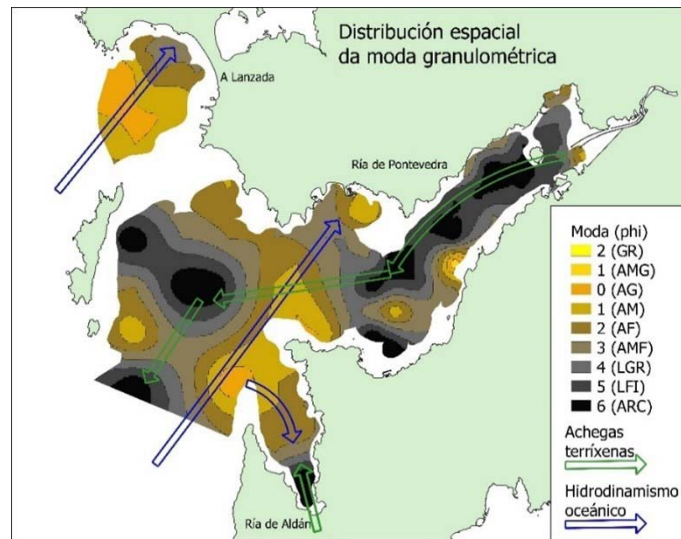 Distribución espacial
da moda granulométrica
A Lanzada
Ría de Pontevedra
Ría de Aldán
Moda (phi)
2 (GR)
1 (AMG)
0 (AG)
1 (AM)
2 (AF)
3 (AMF)
4 (LGR)
5 (LFI)
6 (ARC)
Achegas
terríxenas
Hidrodinamismo
oceánico